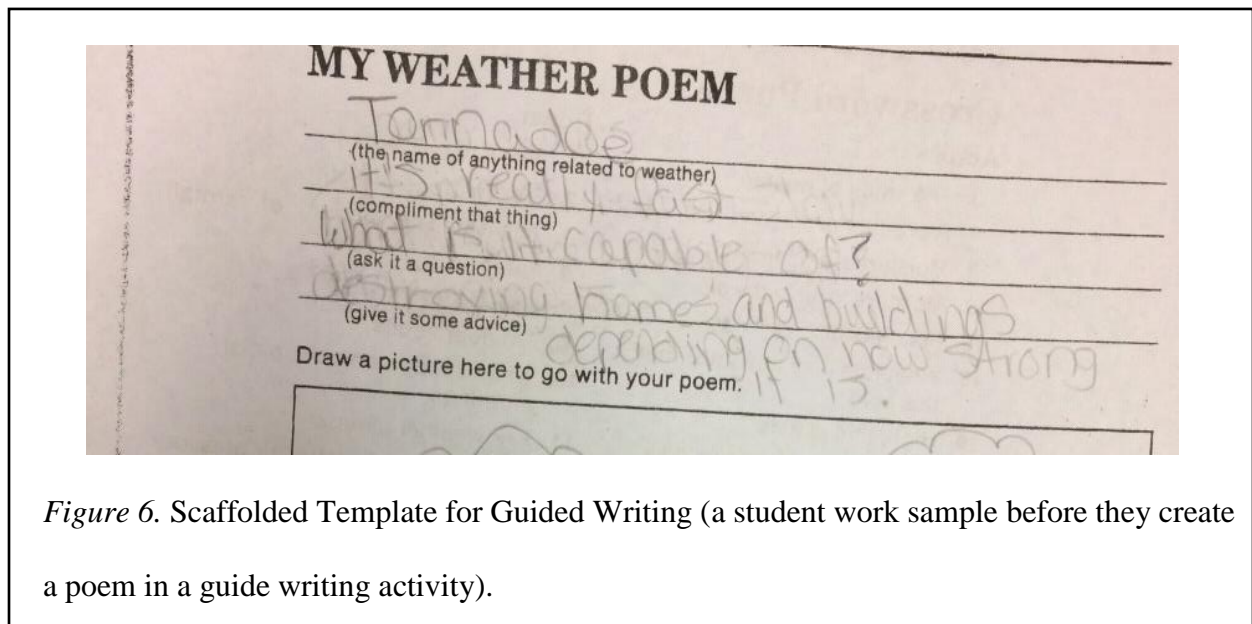 MY WEATHER POEM
Tornadoe
(the name of anything related to weather)
It's really fast
(compliment that thing)
What is it capable of?
(ask it a question)
destroying homes and buildings
(give it some advice)
depending on how strong
Draw a picture here to go with your poem.
it is.
Figure 6. Scaffolded Template for Guided Writing (a student work sample before they create
a poem in a guide writing activity).